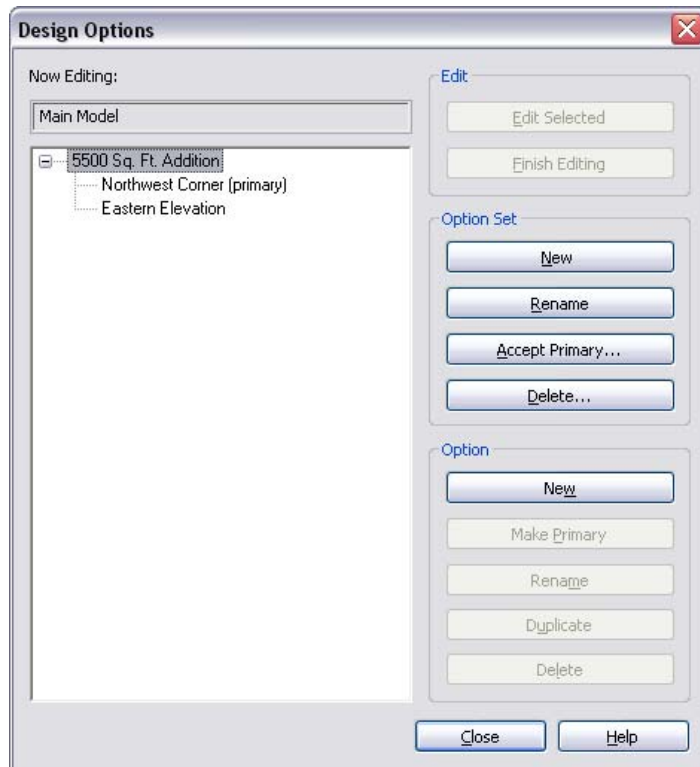 Design Options
Now Editing:
Main Model
5500 Sq. Ft. Addition
Northwest Corner (primary)
Eastern Elevation
Edit
Edit Selected
Finish Editing
Option Set
New
Rename
Accept Primary...
Delete...
Option
New
Make Primary
Rename
Duplicate
Delete
Close
Help